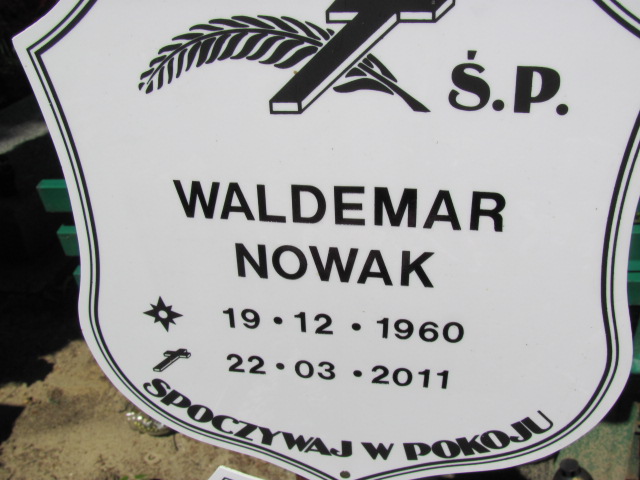 Ś.P.
WALDEMAR
NOWAK
19 • 12 • 1960
22 • 03 • 2011
SPOCZYWAJ W POKOJU